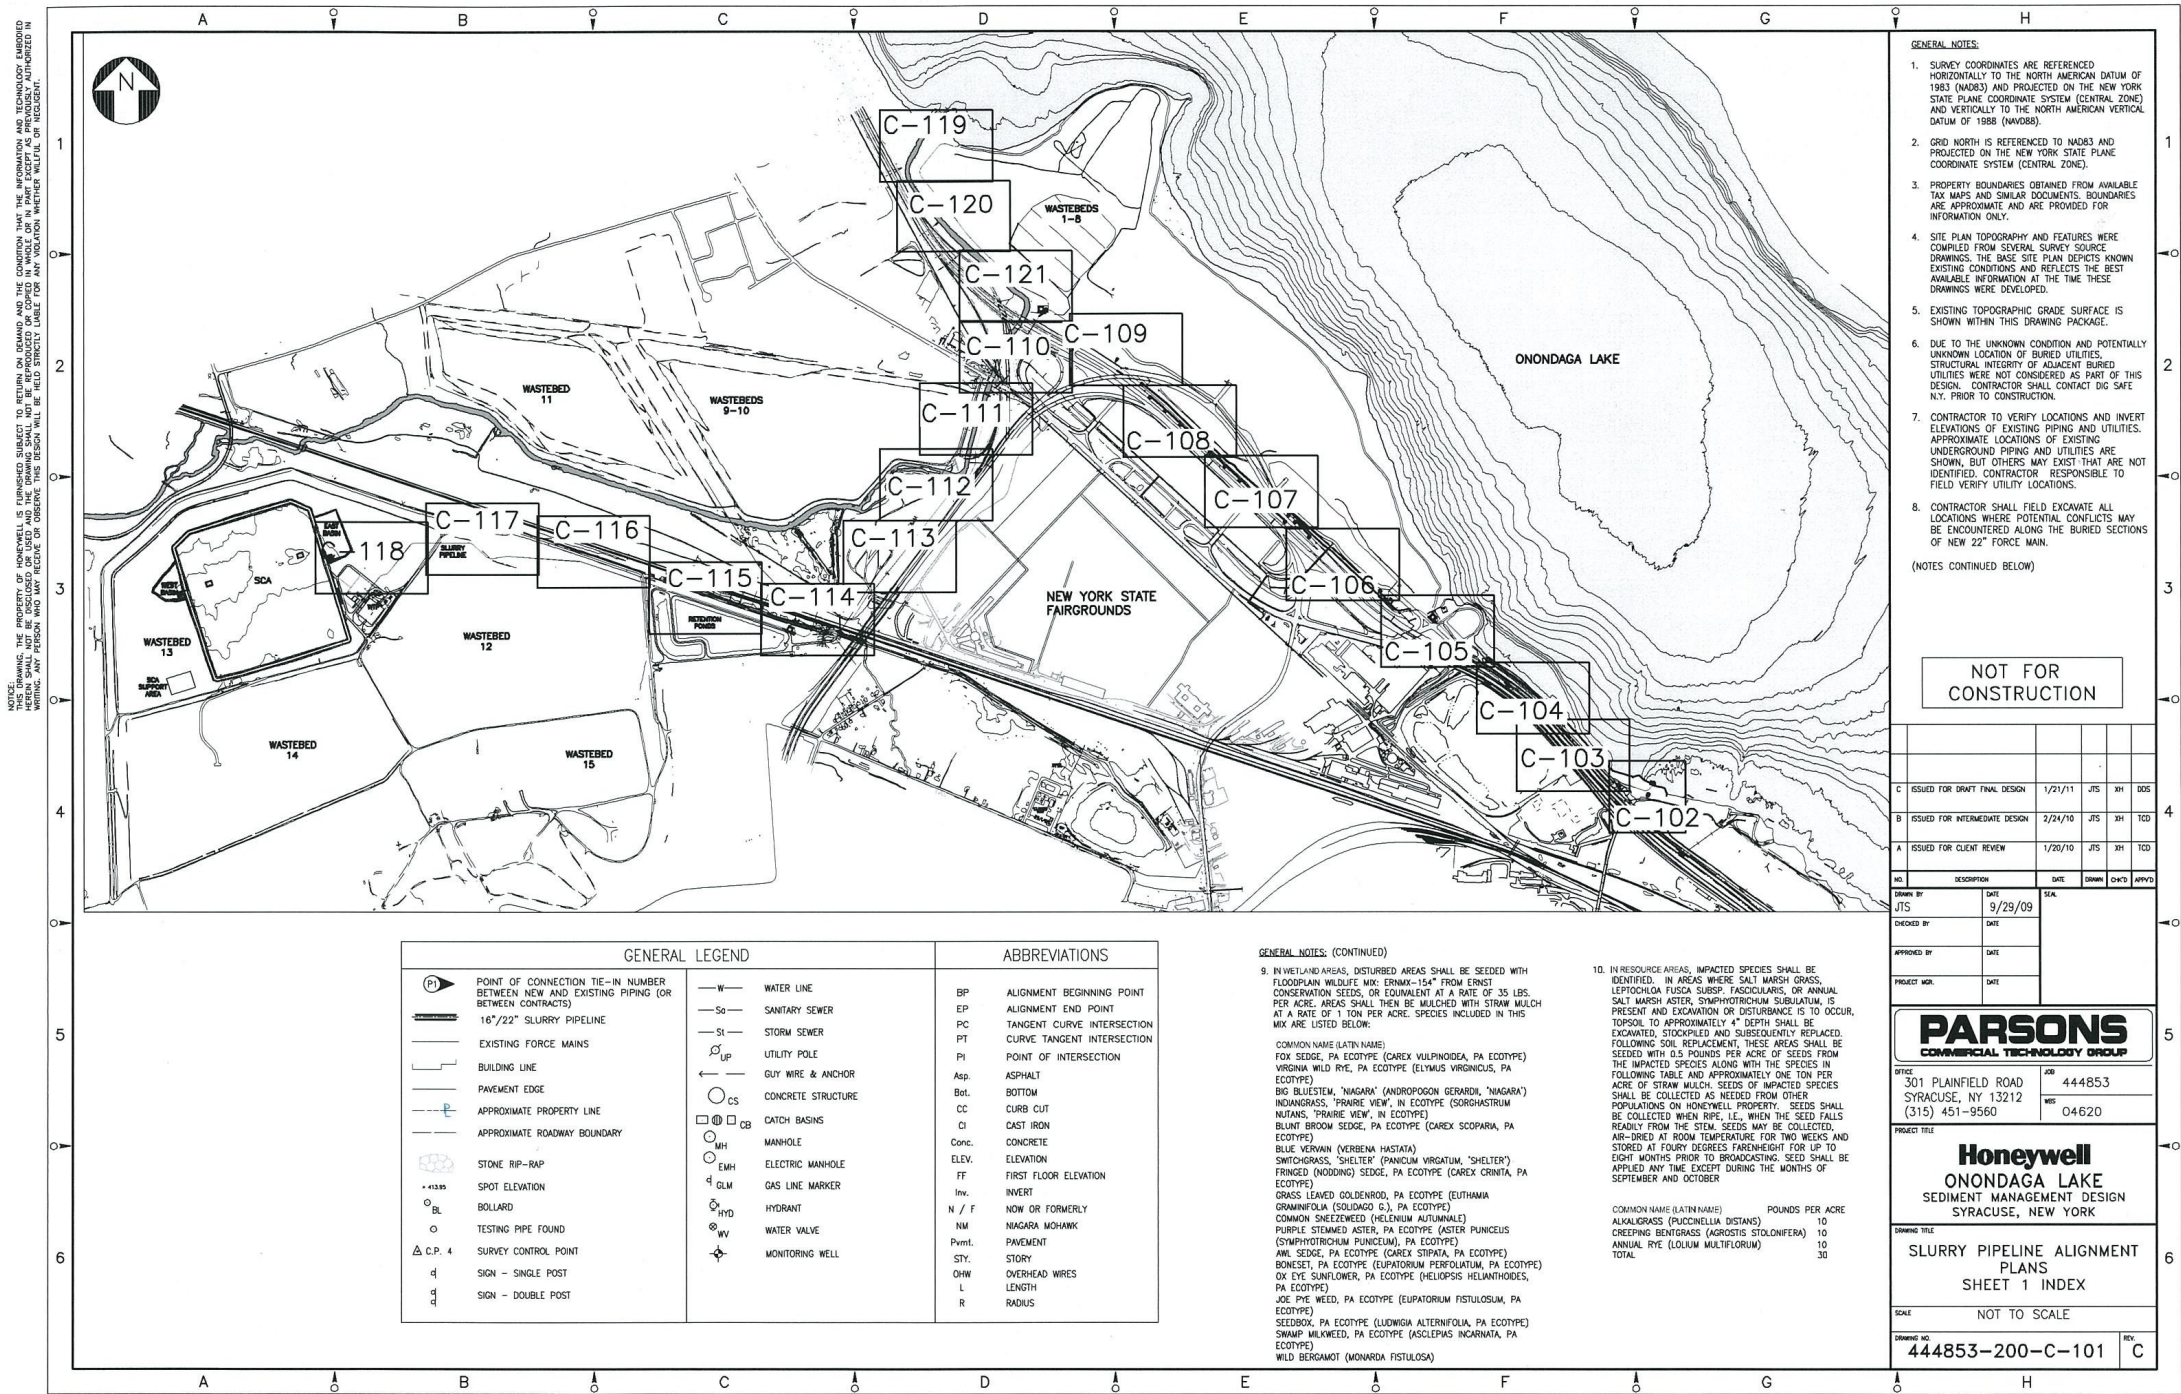 A B C D E F G H
NOTICE:
THIS DRAWING, THE PROPERTY OF HONEYWELL IS FURNISHED SUBJECT TO RETURN ON DEMAND AND THE CONDITION THAT THE INFORMATION AND TECHNOLOGY EMBODIED
HEREIN SHALL NOT BE DISCLOSED OR USED AND THE DRAWING SHALL NOT BE REPRODUCED OR COPIED IN WHOLE OR IN PART EXCEPT AS PREVIOUSLY AUTHORIZED IN
WRITING. ANY PERSON WHO MAY RECEIVE OR OBSERVE THIS DESIGN WILL BE HELD STRICTLY LIABLE FOR ANY VIOLATION WHETHER WILLFUL OR NEGLIGENT.
1
2
3
4
5
6
N
C-119
C-120
WASTEBEDS
1-8
C-121
C-109
C-110
ONONDAGA LAKE
WASTEBED
11
WASTEBEDS
9-10
C-111
C-108
C-112
C-107
C-117
C-116
C-113
EAST
BASIN
118
SLURRY
PIPELINE
C-115
C-106
WEST
BASIN
SCA
WTP
C-114
NEW YORK STATE
FAIRGROUNDS
RETENTION
PONDS
WASTEBED
13
WASTEBED
12
C-105
SCA
SUPPORT
AREA
C-104
WASTEBED
14
WASTEBED
15
C-103
C-102
GENERAL NOTES:
1. SURVEY COORDINATES ARE REFERENCED
HORIZONTALLY TO THE NORTH AMERICAN DATUM OF
1983 (NAD83) AND PROJECTED ON THE NEW YORK
STATE PLANE COORDINATE SYSTEM (CENTRAL ZONE)
AND VERTICALLY TO THE NORTH AMERICAN VERTICAL
DATUM OF 1988 (NAVD88).
2. GRID NORTH IS REFERENCED TO NAD83 AND
PROJECTED ON THE NEW YORK STATE PLANE
COORDINATE SYSTEM (CENTRAL ZONE).
3. PROPERTY BOUNDARIES OBTAINED FROM AVAILABLE
TAX MAPS AND SIMILAR DOCUMENTS. BOUNDARIES
ARE APPROXIMATE AND ARE PROVIDED FOR
INFORMATION ONLY.
4. SITE PLAN TOPOGRAPHY AND FEATURES WERE
COMPILED FROM SEVERAL SURVEY SOURCE
DRAWINGS. THE BASE SITE PLAN DEPICTS KNOWN
EXISTING CONDITIONS AND REFLECTS THE BEST
AVAILABLE INFORMATION AT THE TIME THESE
DRAWINGS WERE DEVELOPED.
5. EXISTING TOPOGRAPHIC GRADE SURFACE IS
SHOWN WITHIN THIS DRAWING PACKAGE.
6. DUE TO THE UNKNOWN CONDITION AND POTENTIALLY
UNKNOWN LOCATION OF BURIED UTILITIES,
STRUCTURAL INTEGRITY OF ADJACENT BURIED
UTILITIES WERE NOT CONSIDERED AS PART OF THIS
DESIGN. CONTRACTOR SHALL CONTACT DIG SAFE
N.Y. PRIOR TO CONSTRUCTION.
7. CONTRACTOR TO VERIFY LOCATIONS AND INVERT
ELEVATIONS OF EXISTING PIPING AND UTILITIES.
APPROXIMATE LOCATIONS OF EXISTING
UNDERGROUND PIPING AND UTILITIES ARE
SHOWN, BUT OTHERS MAY EXIST THAT ARE NOT
IDENTIFIED. CONTRACTOR RESPONSIBLE TO
FIELD VERIFY UTILITY LOCATIONS.
8. CONTRACTOR SHALL FIELD EXCAVATE ALL
LOCATIONS WHERE POTENTIAL CONFLICTS MAY
BE ENCOUNTERED ALONG THE BURIED SECTIONS
OF NEW 22" FORCE MAIN.
(NOTES CONTINUED BELOW)
NOT FOR
CONSTRUCTION
C ISSUED FOR DRAFT FINAL DESIGN 1/21/11 JTS XH DDS
B ISSUED FOR INTERMEDIATE DESIGN 2/24/10 JTS XH TCD
A ISSUED FOR CLIENT REVIEW 1/20/10 JTS XH TCD
NO. DESCRIPTION DATE DRAWN CHK'D APPV'D
DRAWN BY DATE SEAL
JTS 9/29/09
CHECKED BY DATE
APPROVED BY DATE
PROJECT MGR. DATE
PARSONS
COMMERCIAL TECHNOLOGY GROUP
OFFICE JOB
301 PLAINFIELD ROAD 444853
SYRACUSE, NY 13212 WBS
(315) 451-9560 04620
PROJECT TITLE
Honeywell
ONONDAGA LAKE
SEDIMENT MANAGEMENT DESIGN
SYRACUSE, NEW YORK
DRAWING TITLE
SLURRY PIPELINE ALIGNMENT
PLANS
SHEET 1 INDEX
SCALE NOT TO SCALE
DRAWING NO. REV.
444853-200-C-101 C
GENERAL LEGEND
P1 POINT OF CONNECTION TIE-IN NUMBER
BETWEEN NEW AND EXISTING PIPING (OR
BETWEEN CONTRACTS)
16"/22" SLURRY PIPELINE
EXISTING FORCE MAINS
BUILDING LINE
PAVEMENT EDGE
APPROXIMATE PROPERTY LINE
APPROXIMATE ROADWAY BOUNDARY
STONE RIP-RAP
× 413.95 SPOT ELEVATION
BL BOLLARD
TESTING PIPE FOUND
C.P. 4 SURVEY CONTROL POINT
SIGN - SINGLE POST
SIGN - DOUBLE POST
W WATER LINE
Sa SANITARY SEWER
St STORM SEWER
UP UTILITY POLE
GUY WIRE & ANCHOR
CS CONCRETE STRUCTURE
CB CATCH BASINS
MH MANHOLE
EMH ELECTRIC MANHOLE
GLM GAS LINE MARKER
HYD HYDRANT
WV WATER VALVE
MONITORING WELL
ABBREVIATIONS
BP ALIGNMENT BEGINNING POINT
EP ALIGNMENT END POINT
PC TANGENT CURVE INTERSECTION
PT CURVE TANGENT INTERSECTION
PI POINT OF INTERSECTION
Asp. ASPHALT
Bot. BOTTOM
CC CURB CUT
CI CAST IRON
Conc. CONCRETE
ELEV. ELEVATION
FF FIRST FLOOR ELEVATION
Inv. INVERT
N / F NOW OR FORMERLY
NM NIAGARA MOHAWK
Pvmt. PAVEMENT
STY. STORY
OHW OVERHEAD WIRES
L LENGTH
R RADIUS
GENERAL NOTES: (CONTINUED)
9. IN WETLAND AREAS, DISTURBED AREAS SHALL BE SEEDED WITH
FLOODPLAIN WILDLIFE MIX: ERNMX-154" FROM ERNST
CONSERVATION SEEDS, OR EQUIVALENT AT A RATE OF 35 LBS.
PER ACRE. AREAS SHALL THEN BE MULCHED WITH STRAW MULCH
AT A RATE OF 1 TON PER ACRE. SPECIES INCLUDED IN THIS
MIX ARE LISTED BELOW:
COMMON NAME (LATIN NAME)
FOX SEDGE, PA ECOTYPE (CAREX VULPINOIDEA, PA ECOTYPE)
VIRGINIA WILD RYE, PA ECOTYPE (ELYMUS VIRGINICUS, PA
ECOTYPE)
BIG BLUESTEM, 'NIAGARA' (ANDROPOGON GERARDII, 'NIAGARA')
INDIANGRASS, 'PRAIRIE VIEW', IN ECOTYPE (SORGHASTRUM
NUTANS, 'PRAIRIE VIEW', IN ECOTYPE)
BLUNT BROOM SEDGE, PA ECOTYPE (CAREX SCOPARIA, PA
ECOTYPE)
BLUE VERVAIN (VERBENA HASTATA)
SWITCHGRASS, 'SHELTER' (PANICUM VIRGATUM, 'SHELTER')
FRINGED (NODDING) SEDGE, PA ECOTYPE (CAREX CRINITA, PA
ECOTYPE)
GRASS LEAVED GOLDENROD, PA ECOTYPE (EUTHAMIA
GRAMINIFOLIA (SOLIDAGO G.), PA ECOTYPE)
COMMON SNEEZEWEED (HELENIUM AUTUMNALE)
PURPLE STEMMED ASTER, PA ECOTYPE (ASTER PUNICEUS
(SYMPHYOTRICHUM PUNICEUM), PA ECOTYPE)
AWL SEDGE, PA ECOTYPE (CAREX STIPATA, PA ECOTYPE)
BONESET, PA ECOTYPE (EUPATORIUM PERFOLIATUM, PA ECOTYPE)
OX EYE SUNFLOWER, PA ECOTYPE (HELIOPSIS HELIANTHOIDES,
PA ECOTYPE)
JOE PYE WEED, PA ECOTYPE (EUPATORIUM FISTULOSUM, PA
ECOTYPE)
SEEDBOX, PA ECOTYPE (LUDWIGIA ALTERNIFOLIA, PA ECOTYPE)
SWAMP MILKWEED, PA ECOTYPE (ASCLEPIAS INCARNATA, PA
ECOTYPE)
WILD BERGAMOT (MONARDA FISTULOSA)
10. IN RESOURCE AREAS, IMPACTED SPECIES SHALL BE
IDENTIFIED. IN AREAS WHERE SALT MARSH GRASS,
LEPTOCHLOA FUSCA SUBSP. FASCICULARIS, OR ANNUAL
SALT MARSH ASTER, SYMPHYOTRICHUM SUBULATUM, IS
PRESENT AND EXCAVATION OR DISTURBANCE IS TO OCCUR,
TOPSOIL TO APPROXIMATELY 4" DEPTH SHALL BE
EXCAVATED, STOCKPILED AND SUBSEQUENTLY REPLACED.
FOLLOWING SOIL REPLACEMENT, THESE AREAS SHALL BE
SEEDED WITH 0.5 POUNDS PER ACRE OF SEEDS FROM
THE IMPACTED SPECIES ALONG WITH THE SPECIES IN
FOLLOWING TABLE AND APPROXIMATELY ONE TON PER
ACRE OF STRAW MULCH. SEEDS OF IMPACTED SPECIES
SHALL BE COLLECTED AS NEEDED FROM OTHER
POPULATIONS ON HONEYWELL PROPERTY. SEEDS SHALL
BE COLLECTED WHEN RIPE, I.E., WHEN THE SEED FALLS
READILY FROM THE STEM. SEEDS MAY BE COLLECTED,
AIR-DRIED AT ROOM TEMPERATURE FOR TWO WEEKS AND
STORED AT FOURY DEGREES FARENHEIGHT FOR UP TO
EIGHT MONTHS PRIOR TO BROADCASTING. SEED SHALL BE
APPLIED ANY TIME EXCEPT DURING THE MONTHS OF
SEPTEMBER AND OCTOBER
COMMON NAME (LATIN NAME) POUNDS PER ACRE
ALKALIGRASS (PUCCINELLIA DISTANS) 10
CREEPING BENTGRASS (AGROSTIS STOLONIFERA) 10
ANNUAL RYE (LOLIUM MULTIFLORUM) 10
TOTAL 30
1
2
3
4
5
6
A B C D E F G H